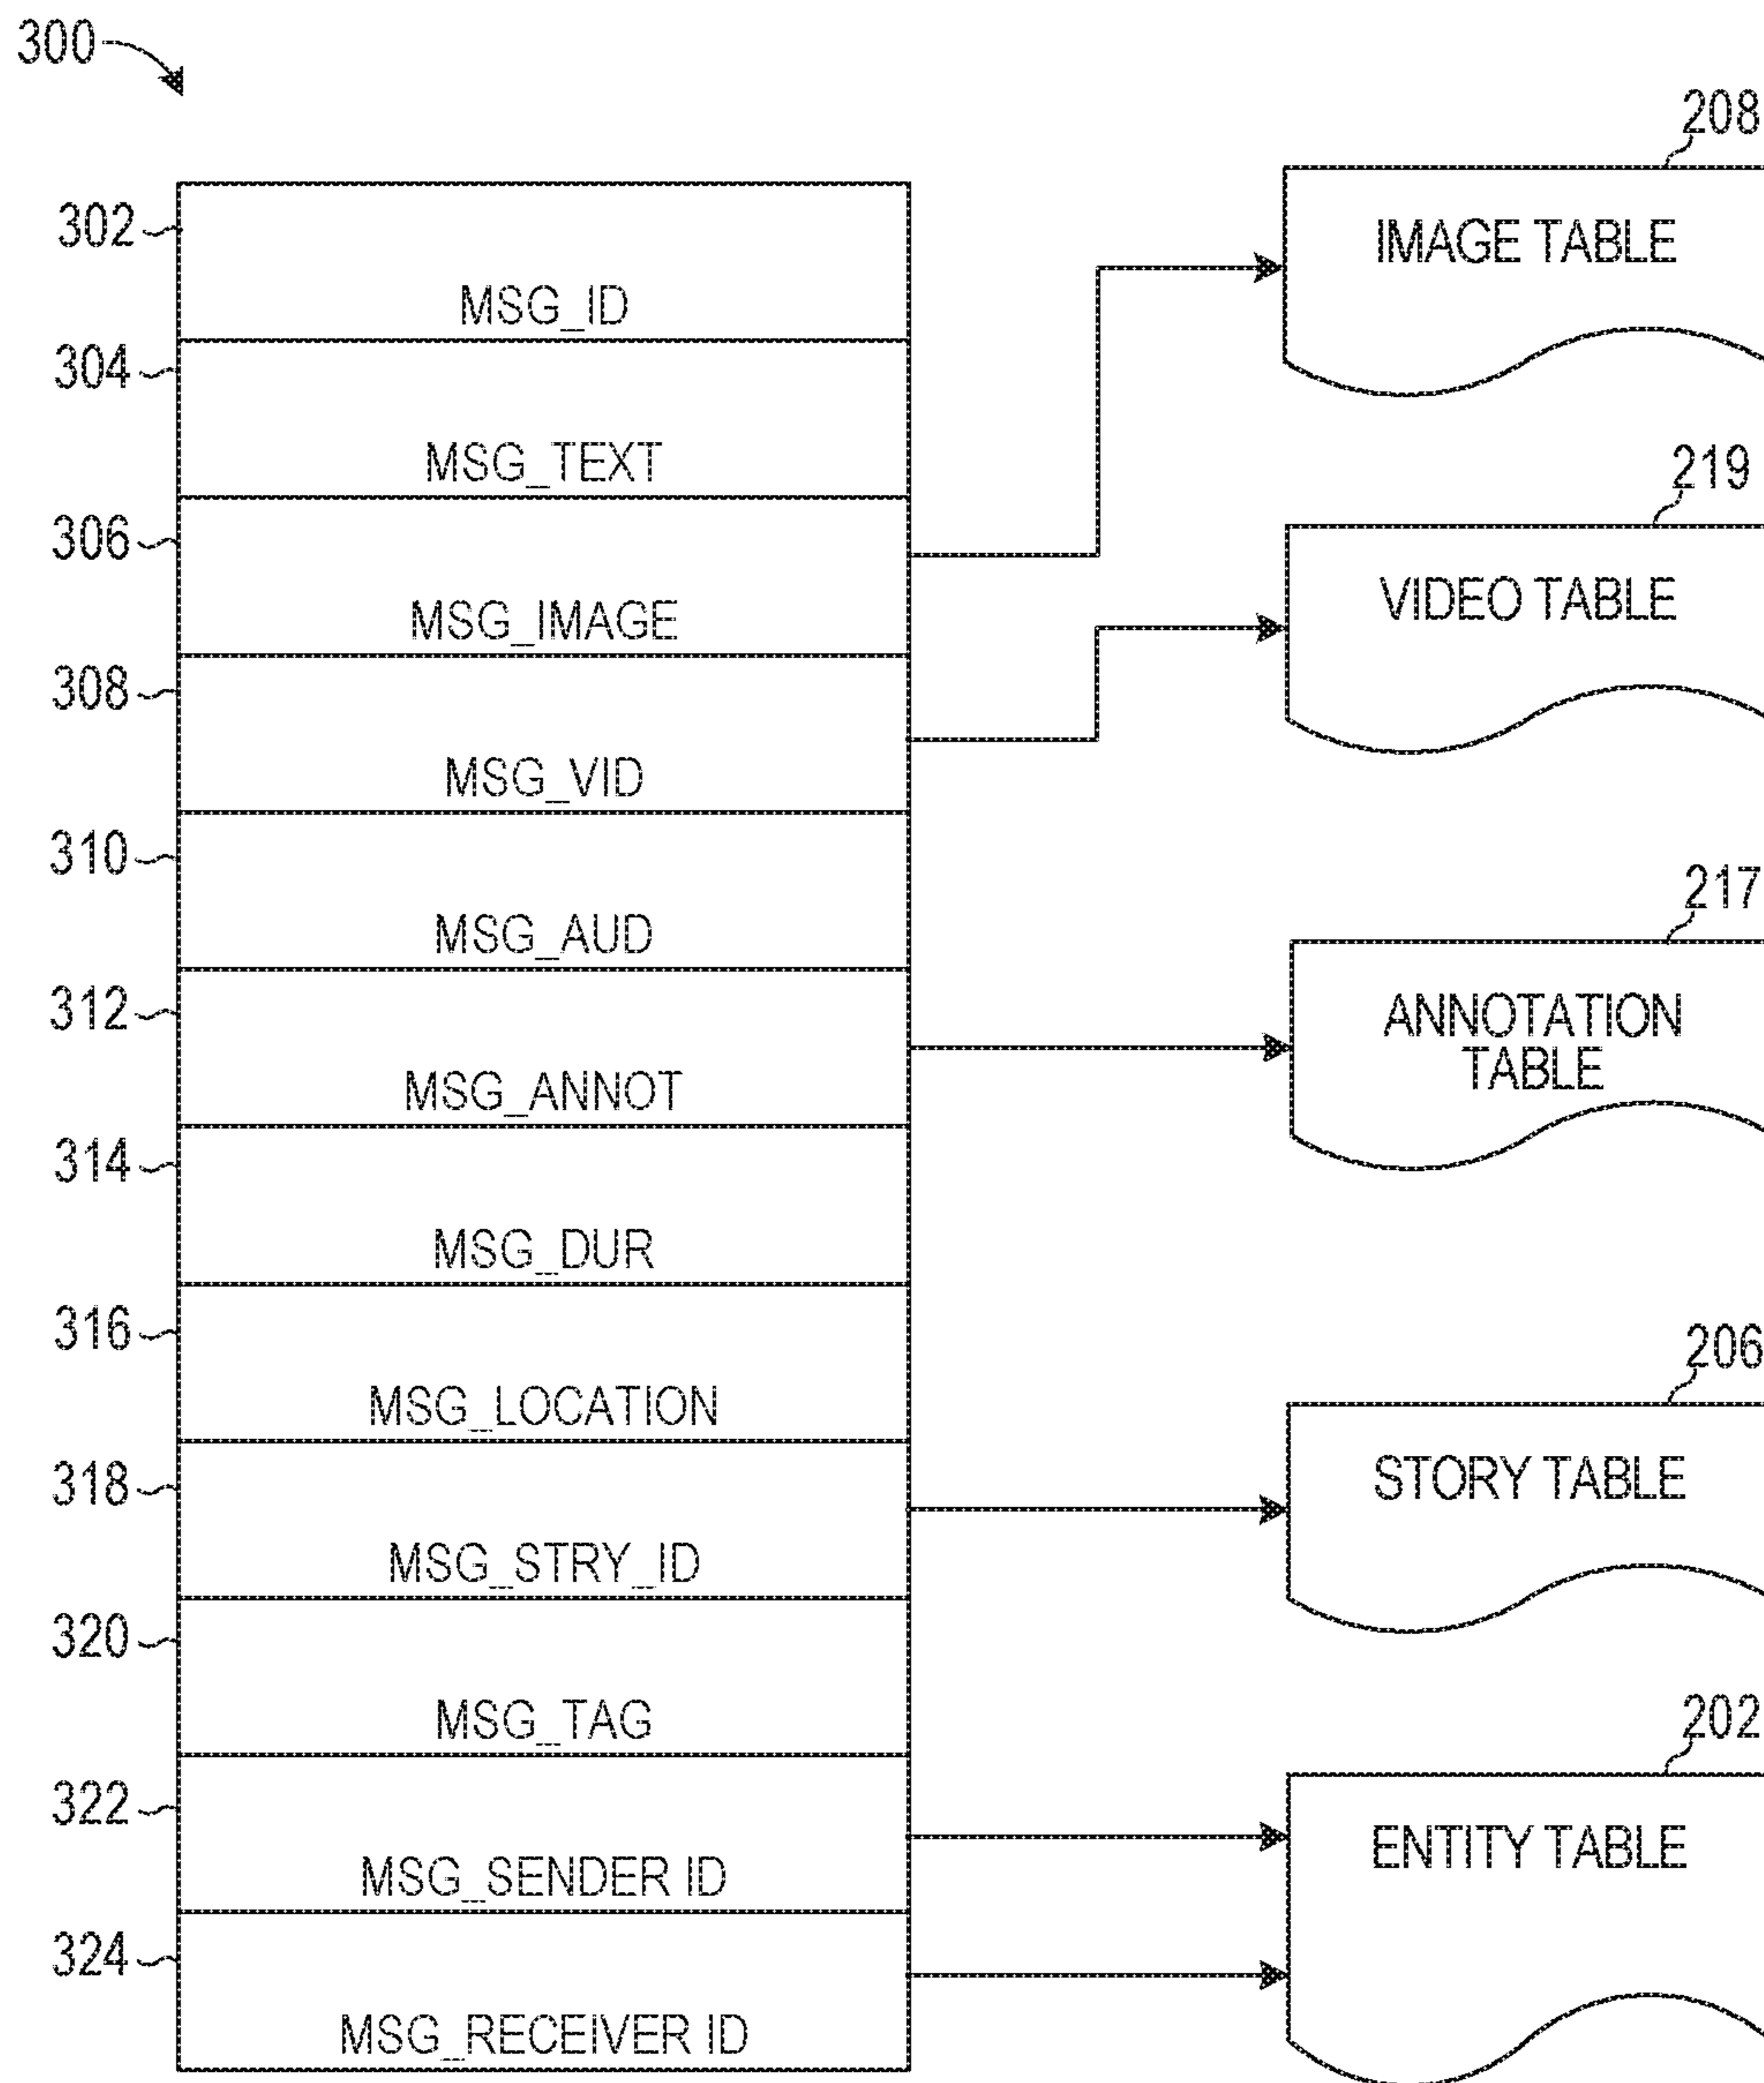 300
302
MSG_ID
304
MSG_TEXT
306
MSG_IMAGE
308
MSG_VID
310
MSG_AUD
312
MSG_ANNOT
314
MSG_DUR
316
MSG_LOCATION
318
MSG_STRY_ID
320
MSG_TAG
322
MSG_SENDER ID
324
MSG_RECEIVER ID
208
IMAGE TABLE
219
VIDEO TABLE
217
ANNOTATION
TABLE
206
STORY TABLE
202
ENTITY TABLE